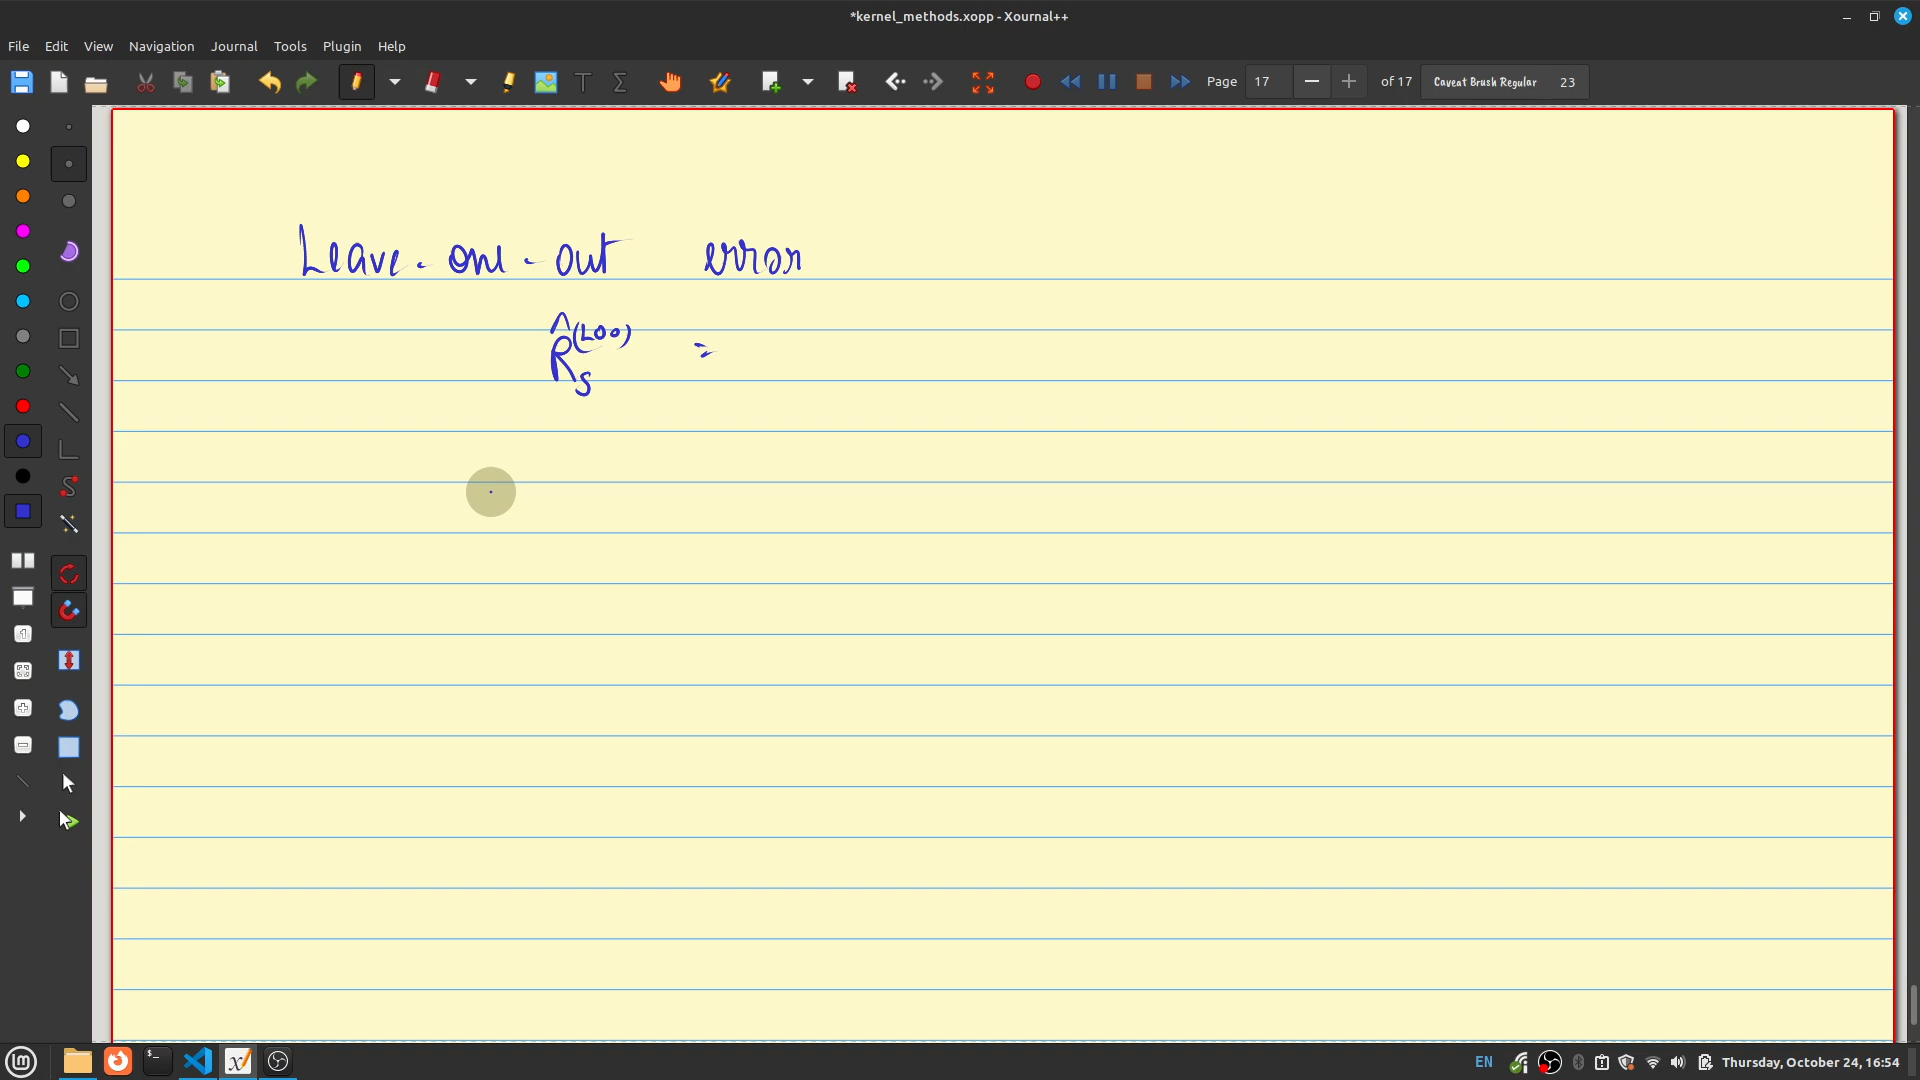 *kernel_methods.xopp - Xournal++
File Edit View Navigation Journal Tools Plugin Help
Page 17 of 17 Caveat Brush Regular 23
Leave-one-out error
R̂_S^(LOO) =
EN Thursday, October 24, 16:54